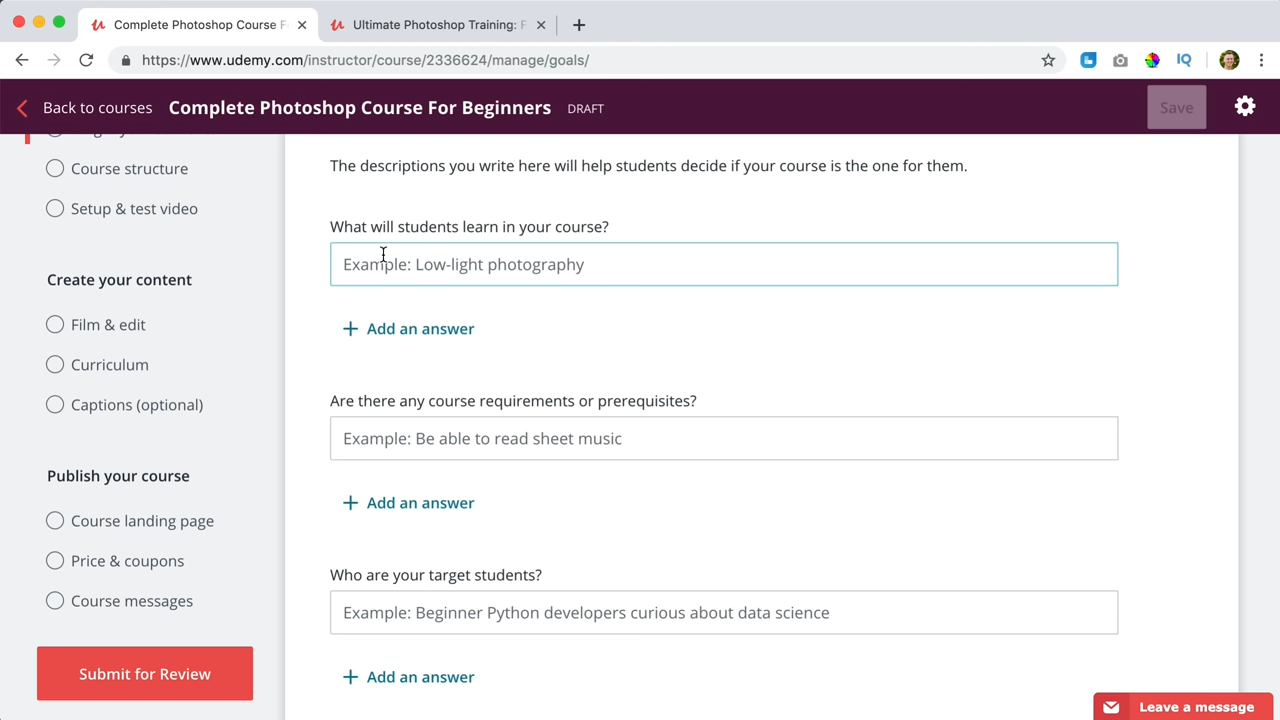 Complete Photoshop Course F
Ultimate Photoshop Training: F
https://www.udemy.com/instructor/course/2336624/manage/goals/
IQ
Back to courses
Complete Photoshop Course For Beginners
DRAFT
Save
Course structure
Setup & test video
Create your content
Film & edit
Curriculum
Captions (optional)
Publish your course
Course landing page
Price & coupons
Course messages
Submit for Review
The descriptions you write here will help students decide if your course is the one for them.
What will students learn in your course?
Example: Low-light photography
+ Add an answer
Are there any course requirements or prerequisites?
Example: Be able to read sheet music
+ Add an answer
Who are your target students?
Example: Beginner Python developers curious about data science
+ Add an answer
Leave a message